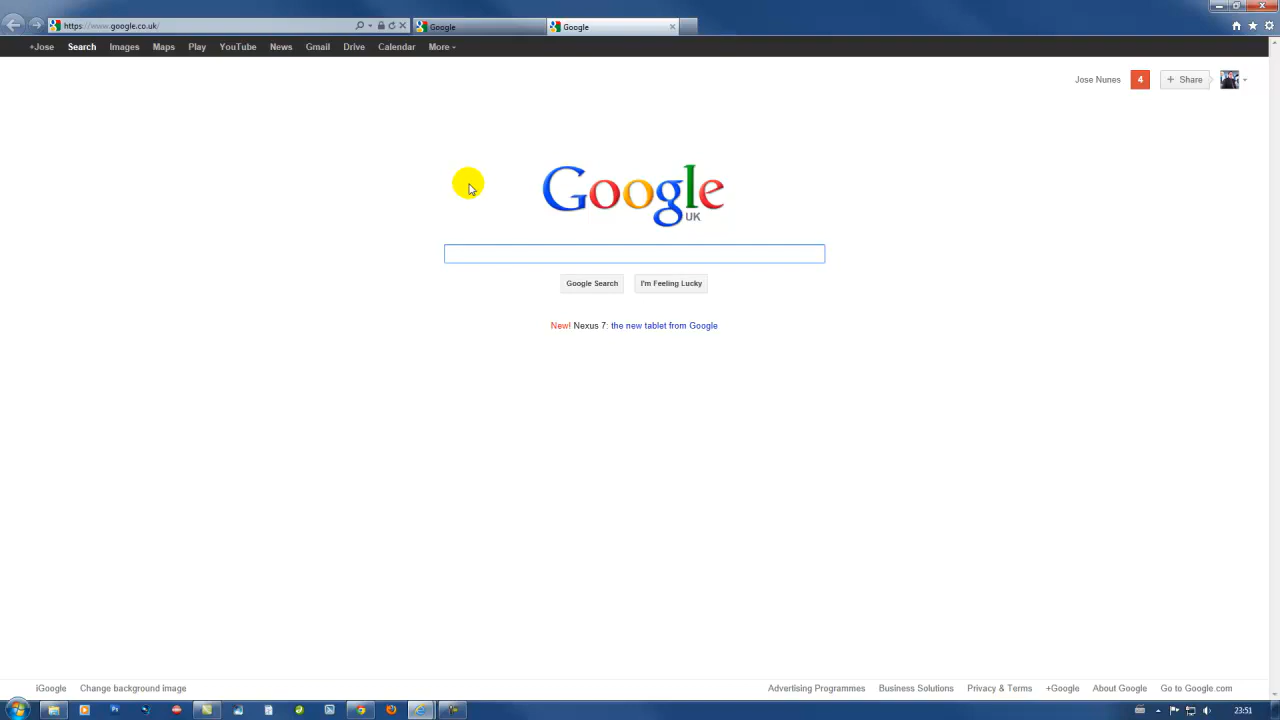 https://www.google.co.uk/
Google
Google
+Jose Search Images Maps Play YouTube News Gmail Drive Calendar More
Jose Nunes 4 + Share
Google
UK
Google Search I'm Feeling Lucky
New! Nexus 7: the new tablet from Google
iGoogle Change background image Advertising Programmes Business Solutions Privacy & Terms +Google About Google Go to Google.com
23:51